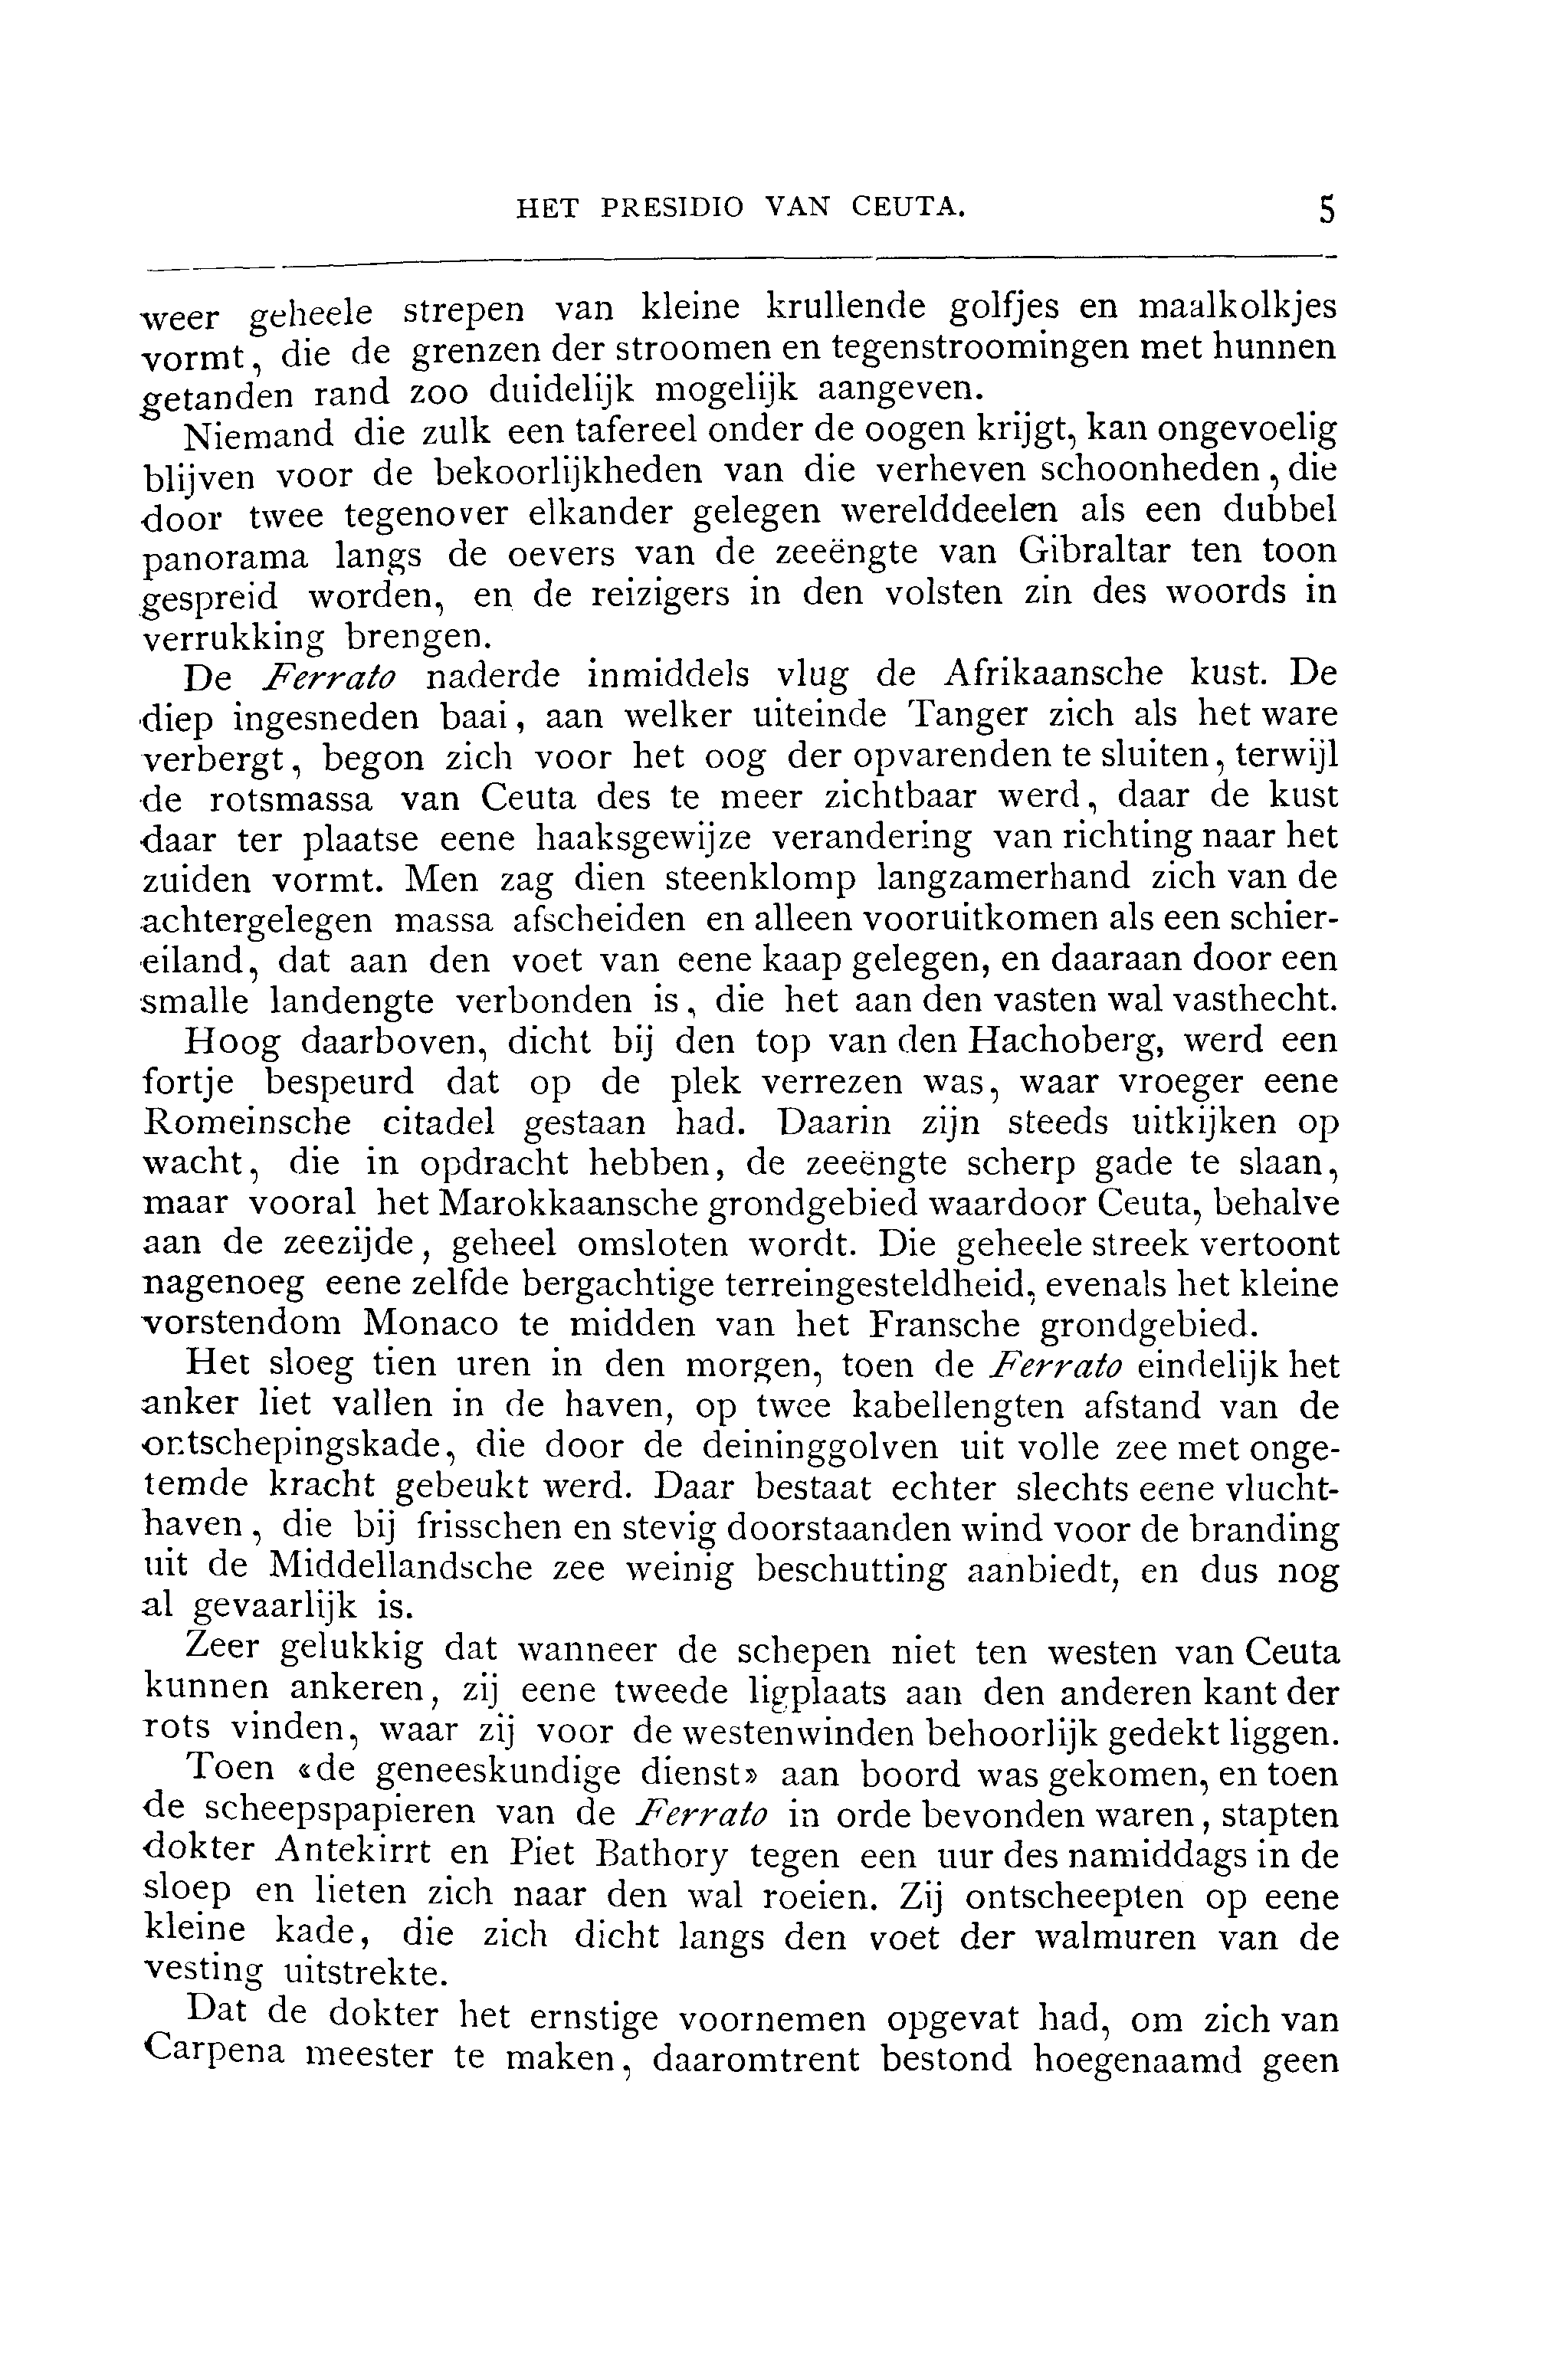 HET PRESIDIO VAN CEUTA. 5
weer geheele strepen van kleine krullende golfjes en maalkolkjes
vormt, die de grenzen der stroomen en tegenstroomingen met hunnen
getanden rand zoo duidelijk mogelijk aangeven.
Niemand die zulk een tafereel onder de oogen krijgt, kan ongevoelig
blijven voor de bekoorlijkheden van die verheven schoonheden, die
door twee tegenover elkander gelegen werelddeelen als een dubbel
panorama langs de oevers van de zeeëngte van Gibraltar ten toon
gespreid worden, en de reizigers in den volsten zin des woords in
verrukking brengen.
De Ferrato naderde inmiddels vlug de Afrikaansche kust. De
diep ingesneden baai, aan welker uiteinde Tanger zich als het ware
verbergt, begon zich voor het oog der opvarenden te sluiten, terwijl
de rotsmassa van Ceuta des te meer zichtbaar werd, daar de kust
daar ter plaatse eene haaksgewijze verandering van richting naar het
zuiden vormt. Men zag dien steenklomp langzamerhand zich van de
achtergelegen massa afscheiden en alleen vooruitkomen als een schier-
eiland, dat aan den voet van eene kaap gelegen, en daaraan door een
smalle landengte verbonden is, die het aan den vasten wal vasthecht.
Hoog daarboven, dicht bij den top van den Hachoberg, werd een
fortje bespeurd dat op de plek verrezen was, waar vroeger eene
Romeinsche citadel gestaan had. Daarin zijn steeds uitkijken op
wacht, die in opdracht hebben, de zeeëngte scherp gade te slaan,
maar vooral het Marokkaansche grondgebied waardoor Ceuta, behalve
aan de zeezijde, geheel omsloten wordt. Die geheele streek vertoont
nagenoeg eene zelfde bergachtige terreingesteldheid, evenals het kleine
vorstendom Monaco te midden van het Fransche grondgebied.
Het sloeg tien uren in den morgen, toen de Ferrato eindelijk het
anker liet vallen in de haven, op twee kabellengten afstand van de
ontschepingskade, die door de deininggolven uit volle zee met onge-
temde kracht gebeukt werd. Daar bestaat echter slechts eene vlucht-
haven, die bij frisschen en stevig doorstaanden wind voor de branding
uit de Middellandsche zee weinig beschutting aanbiedt, en dus nog
al gevaarlijk is.
Zeer gelukkig dat wanneer de schepen niet ten westen van Ceuta
kunnen ankeren, zij eene tweede ligplaats aan den anderen kant der
rots vinden, waar zij voor de westenwinden behoorlijk gedekt liggen.
Toen «de geneeskundige dienst» aan boord was gekomen, en toen
de scheepspapieren van de Ferrato in orde bevonden waren, stapten
dokter Antekirrt en Piet Bathory tegen een uur des namiddags in de
sloep en lieten zich naar den wal roeien. Zij ontscheepten op eene
kleine kade, die zich dicht langs den voet der walmuren van de
vesting uitstrekte.
Dat de dokter het ernstige voornemen opgevat had, om zich van
Carpena meester te maken, daaromtrent bestond hoegenaamd geen